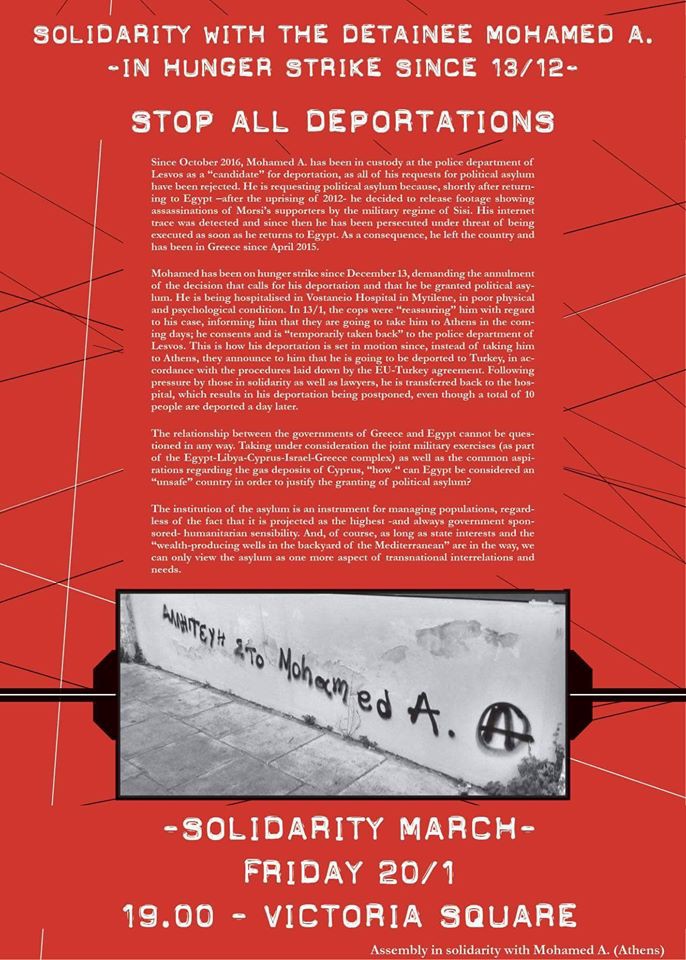 SOLIDARITY WITH THE DETAINEE MOHAMED A.
-IN HUNGER STRIKE SINCE 13/12-
STOP ALL DEPORTATIONS
Since October 2016, Mohamed A. has been in custody at the police department of
Lesvos as a “candidate” for deportation, as all of his requests for political asylum
have been rejected. He is requesting political asylum because, shortly after return-
ing to Egypt –after the uprising of 2012- he decided to release footage showing
assassinations of Morsi's supporters by the military regime of Sisi. His internet
trace was detected and since then he has been persecuted under threat of being
executed as soon as he returns to Egypt. As a consequence, he left the country and
has been in Greece since April 2015.
Mohamed has been on hunger strike since December 13, demanding the annulment
of the decision that calls for his deportation and that he be granted political asy-
lum. He is being hospitalised in Vostaneio Hospital in Mytilene, in poor physical
and psychological condition. In 13/1, the cops were “reassuring” him with regard
to his case, informing him that they are going to take him to Athens in the com-
ing days; he consents and is “temporarily taken back” to the police department of
Lesvos. This is how his deportation is set in motion since, instead of taking him
to Athens, they announce to him that he is going to be deported to Turkey, in ac-
cordance with the procedures laid down by the EU-Turkey agreement. Following
pressure by those in solidarity as well as lawyers, he is transferred back to the hos-
pital, which results in his deportation being postponed, even though a total of 10
people are deported a day later.
The relationship between the governments of Greece and Egypt cannot be ques-
tioned in any way. Taking under consideration the joint military exercises (as part
of the Egypt-Libya-Cyprus-Israel-Greece complex) as well as the common aspi-
rations regarding the gas deposits of Cyprus, “how “ can Egypt be considered an
“unsafe” country in order to justify the granting of political asylum?
The institution of the asylum is an instrument for managing populations, regard-
less of the fact that it is projected as the highest -and always government spon-
sored- humanitarian sensibility. And, of course, as long as state interests and the
“wealth-producing wells in the backyard of the Mediterranean” are in the way, we
can only view the asylum as one more aspect of transnational interrelations and
needs.
ΑΛΛΗΛΕΓΓΥΗ ΣΤΟ Mohamed A. Ⓐ
-SOLIDARITY MARCH-
FRIDAY 20/1
19.00 - VICTORIA SQUARE
Assembly in solidarity with Mohamed A. (Athens)